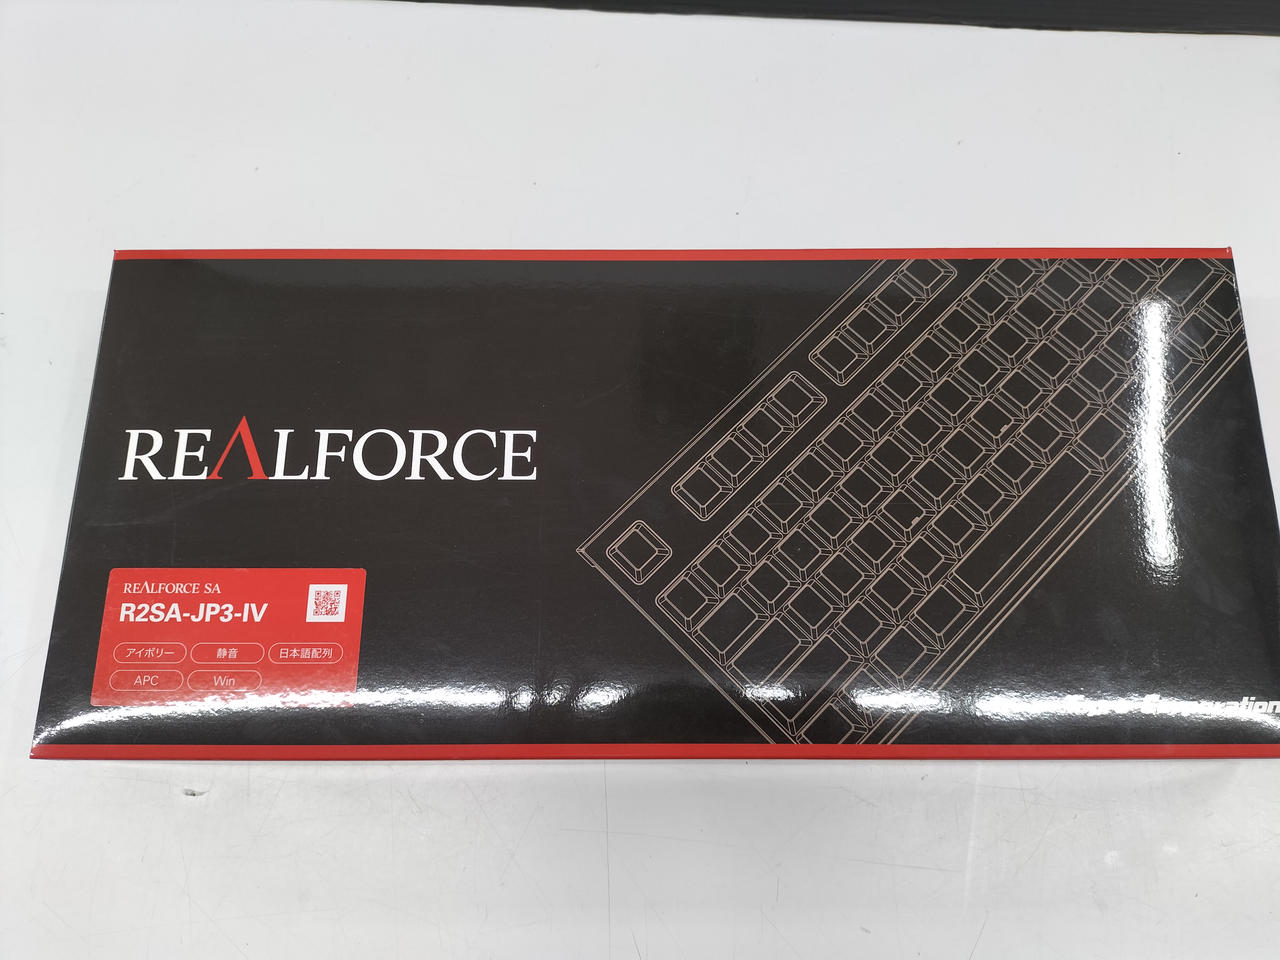 REALFORCE
REALFORCE SA
R2SA-JP3-IV
アイボリー 静音 日本語配列
APC Win
Corporation